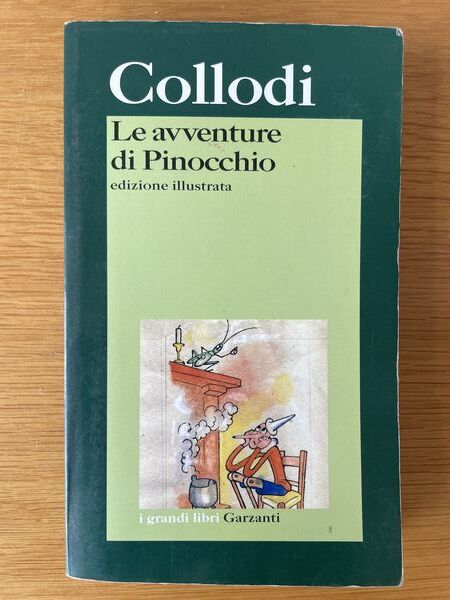 Collodi
Le avventure
di Pinocchio
edizione illustrata
i grandi libri Garzanti